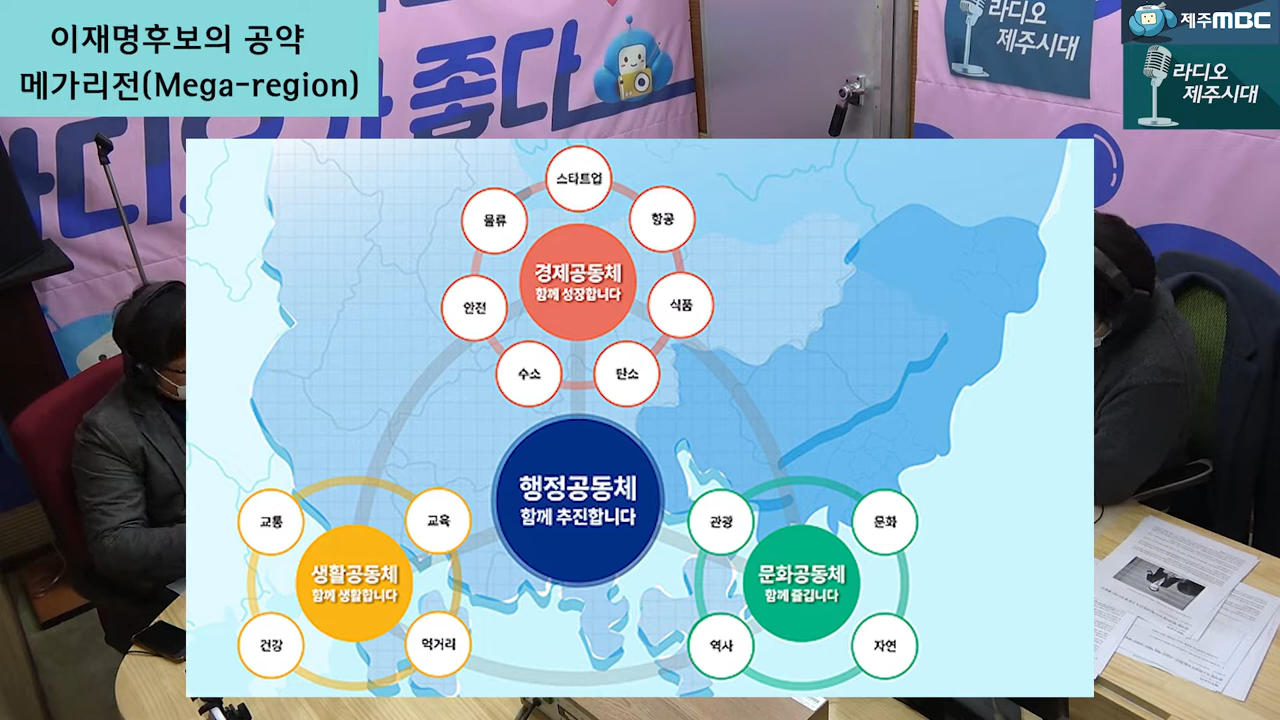 이재명후보의 공약
메가리전(Mega-region)
라디오가 좋다
제주MBC
라디오
제주시대
라디오
제주시대
스타트업
물류
항공
경제공동체
함께 성장합니다
안전
식품
수소
탄소
행정공동체
함께 추진합니다
교통
교육
생활공동체
함께 생활합니다
건강
먹거리
관광
문화
문화공동체
함께 즐깁니다
역사
자연